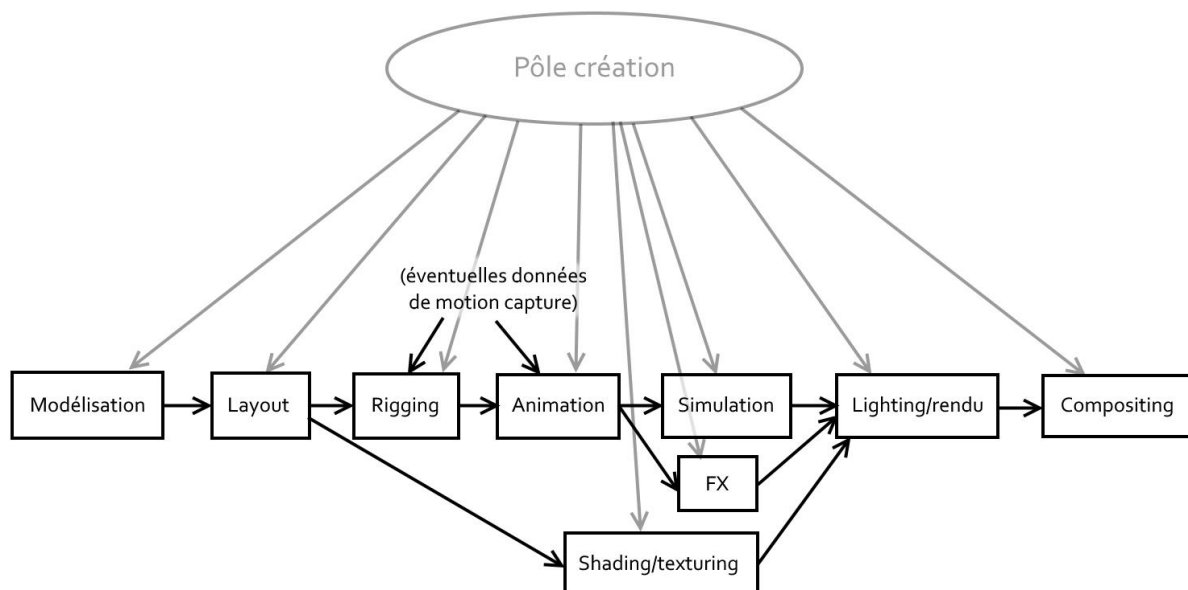 Pôle création
(éventuelles données
de motion capture)
Modélisation
Layout
Rigging
Animation
Simulation
Lighting/rendu
Compositing
FX
Shading/texturing